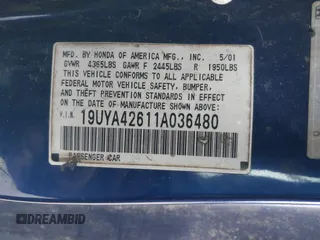 MFD. BY HONDA OF AMERICA MFG., INC. 5/01
GVWR 4365LBS GAWR F 2445LBS R 1950LBS
THIS VEHICLE CONFORMS TO ALL APPLICABLE
FEDERAL MOTOR VEHICLE SAFETY, BUMPER,
AND THEFT PREVENTION STANDARDS IN EFFECT
ON THE DATE OF MANUFACTURE SHOWN ABOVE.
V.I.N. 19UYA42611A036480
PASSENGER CAR
DREAMBID